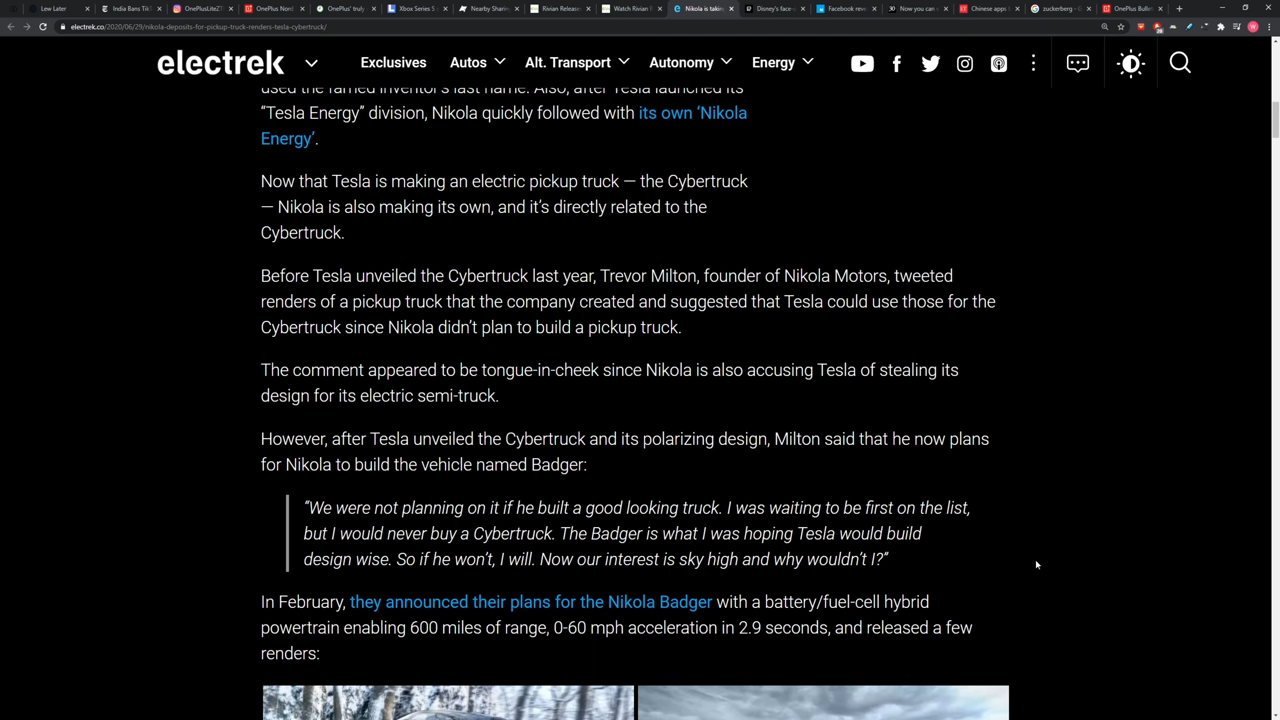 Lew Later
India Bans TikT
OnePlusLiteZT
OnePlus Nord
OnePlus' truly
Xbox Series S
Nearby Sharing
Rivian Release
Watch Rivian R
Nikola is taking
Disney's face-
Facebook reve
Now you can
Chinese apps
zuckerberg - G
OnePlus Bullet
electrek.co/2020/06/29/nikola-deposits-for-pickup-truck-renders-tesla-cybertruck/
electrek
Exclusives
Autos
Alt. Transport
Autonomy
Energy
used the famed inventor's last name. Also, after Tesla launched its
“Tesla Energy” division, Nikola quickly followed with its own ‘Nikola
Energy’.
Now that Tesla is making an electric pickup truck — the Cybertruck
— Nikola is also making its own, and it’s directly related to the
Cybertruck.
Before Tesla unveiled the Cybertruck last year, Trevor Milton, founder of Nikola Motors, tweeted
renders of a pickup truck that the company created and suggested that Tesla could use those for the
Cybertruck since Nikola didn’t plan to build a pickup truck.
The comment appeared to be tongue-in-cheek since Nikola is also accusing Tesla of stealing its
design for its electric semi-truck.
However, after Tesla unveiled the Cybertruck and its polarizing design, Milton said that he now plans
for Nikola to build the vehicle named Badger:
“We were not planning on it if he built a good looking truck. I was waiting to be first on the list,
but I would never buy a Cybertruck. The Badger is what I was hoping Tesla would build
design wise. So if he won’t, I will. Now our interest is sky high and why wouldn’t I?”
In February, they announced their plans for the Nikola Badger with a battery/fuel-cell hybrid
powertrain enabling 600 miles of range, 0-60 mph acceleration in 2.9 seconds, and released a few
renders: